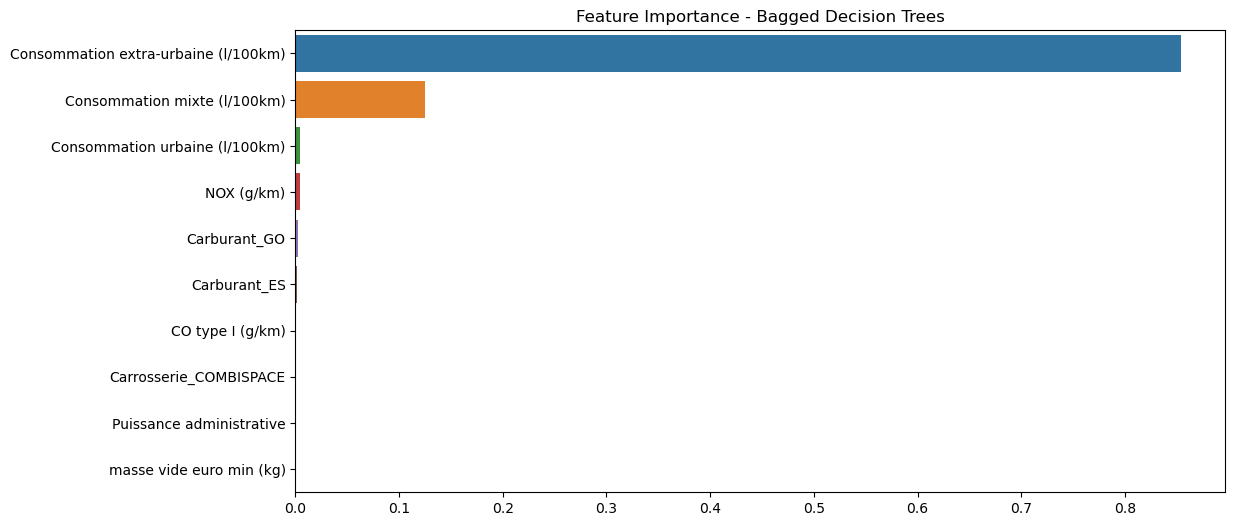 Feature Importance - Bagged Decision Trees
Consommation extra-urbaine (l/100km)
Consommation mixte (l/100km)
Consommation urbaine (l/100km)
NOX (g/km)
Carburant_GO
Carburant_ES
CO type I (g/km)
Carrosserie_COMBISPACE
Puissance administrative
masse vide euro min (kg)
0.0 0.1 0.2 0.3 0.4 0.5 0.6 0.7 0.8